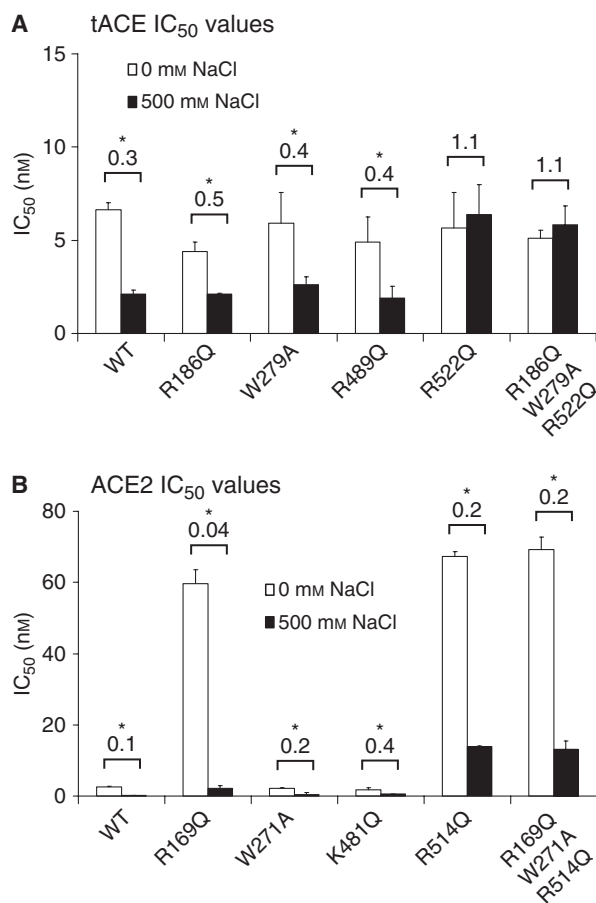 A tACE IC50 values
15
0 mM NaCl
500 mM NaCl
10
5
0
IC50 (nM)
*
0.3
*
0.5
*
0.4
*
0.4
1.1
1.1
WT
R186Q
W279A
R489Q
R522Q
R186Q
W279A
R522Q
B ACE2 IC50 values
80
60
40
20
0
IC50 (nM)
0 mM NaCl
500 mM NaCl
*
0.1
*
0.04
*
0.2
*
0.4
*
0.2
*
0.2
WT
R169Q
W271A
K481Q
R514Q
R169Q
W271A
R514Q